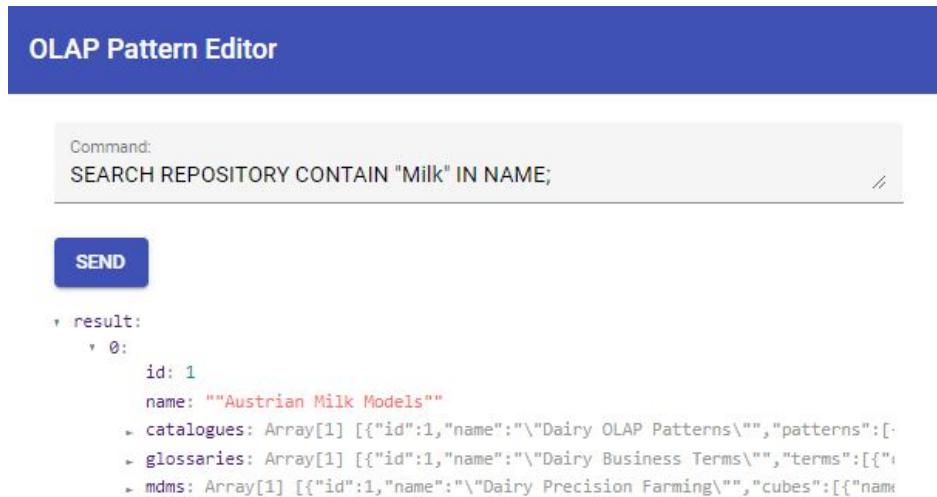 OLAP Pattern Editor
Command:
SEARCH REPOSITORY CONTAIN "Milk" IN NAME;
SEND
result:
0:
id: 1
name: ""Austrian Milk Models""
catalogues: Array[1] [{"id":1,"name":"\"Dairy OLAP Patterns\"","patterns":[
glossaries: Array[1] [{"id":1,"name":"\"Dairy Business Terms\"","terms":[{"
mdms: Array[1] [{"id":1,"name":"\"Dairy Precision Farming\"","cubes":[{"name